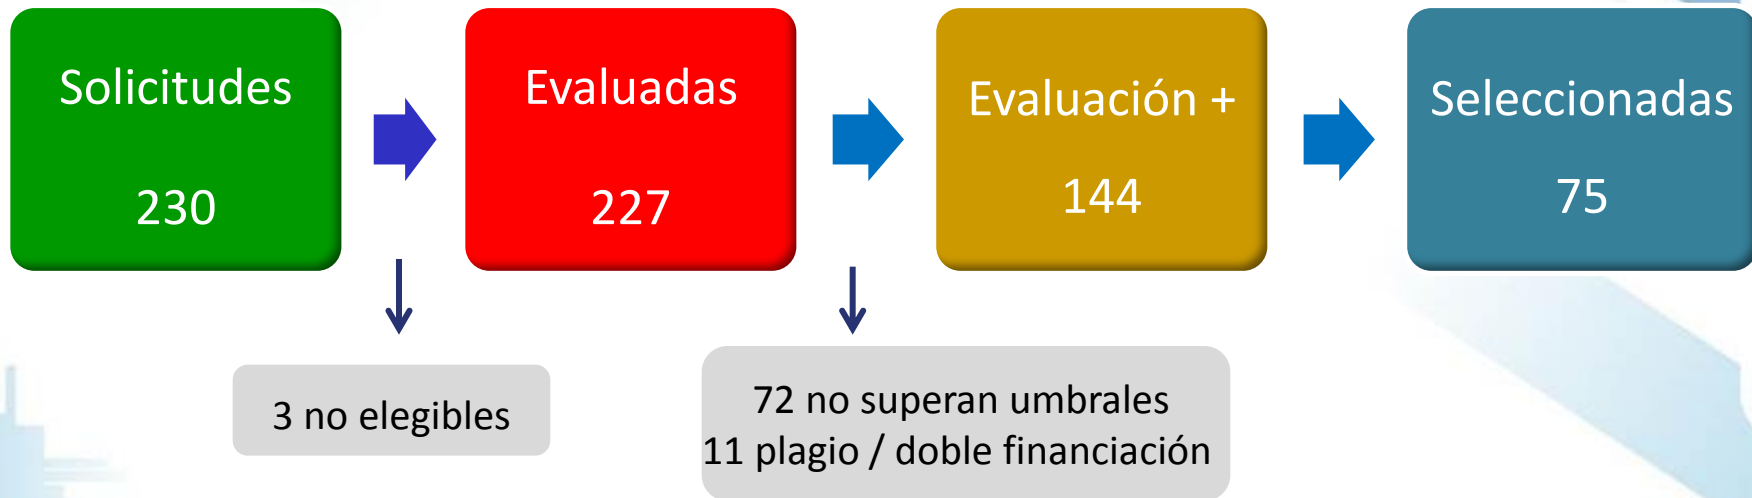 Solicitudes
230
Evaluadas
227
Evaluación +
144
Seleccionadas
75
3 no elegibles
72 no superan umbrales
11 plagio / doble financiación